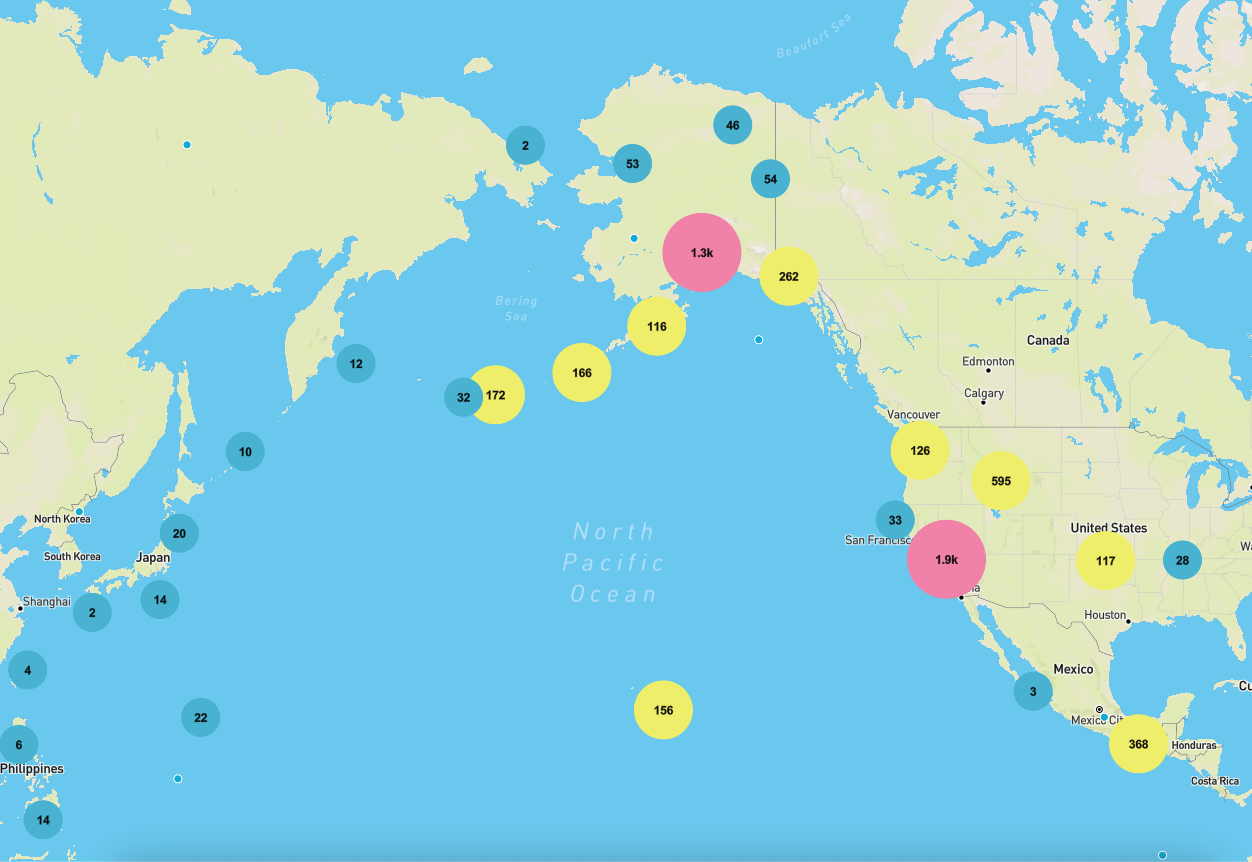 Beaufort Sea
46
2
53
54
1.3k
262
Bering
Sea
116
Canada
12
Edmonton
166
Calgary
32
172
Vancouver
126
10
595
North Korea
33
20
North
Pacific
Ocean
United States
San Francisc
South Korea
Japan
1.9k
117
28
Shanghai
14
2
Houston
4
Mexico
3
156
22
Mexico Cit
6
368
Honduras
Philippines
Costa Rica
14